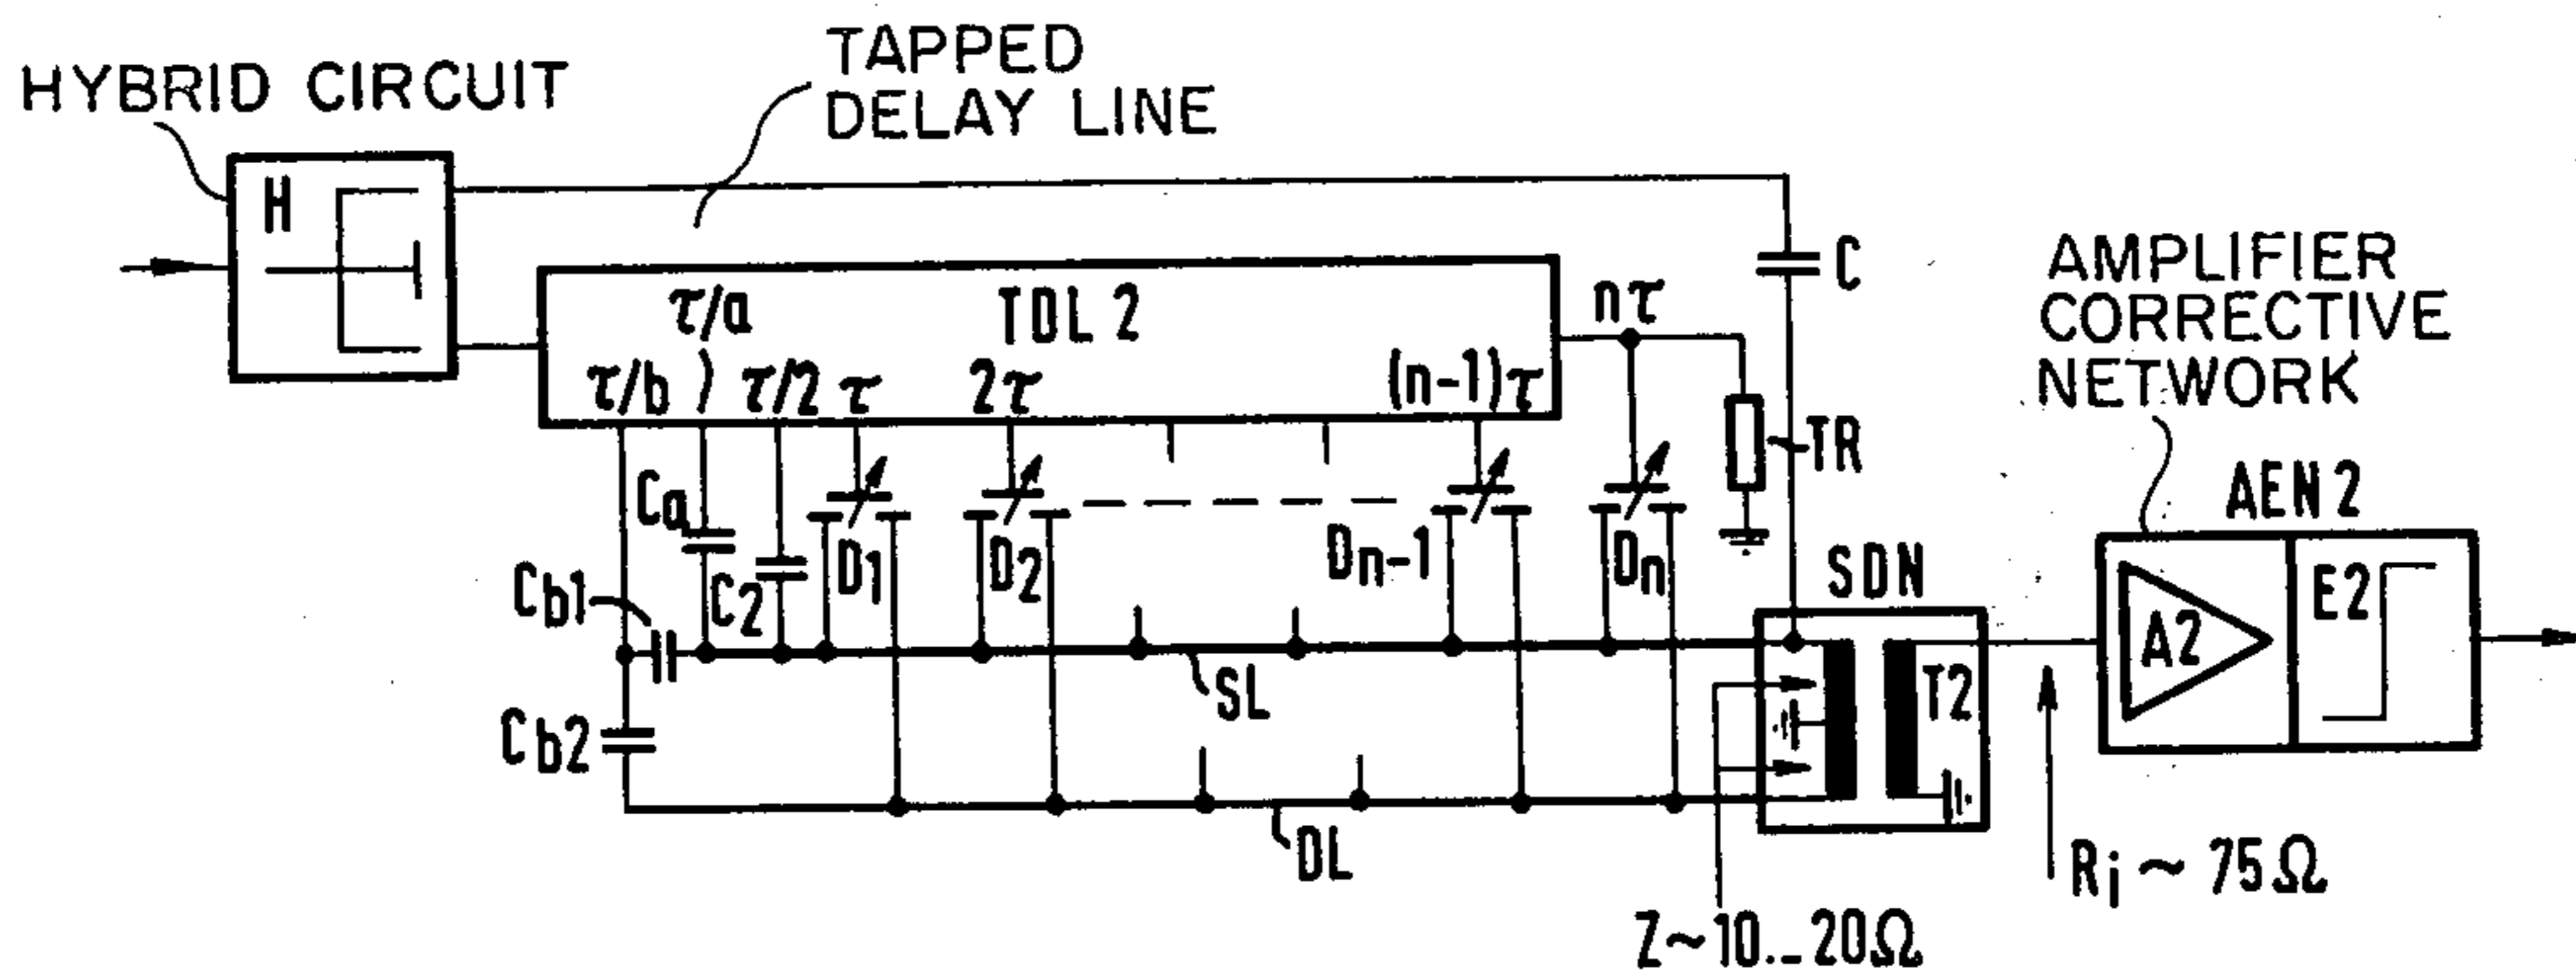 HYBRID CIRCUIT
TAPPED
DELAY LINE
H
τ/a
TDL 2
nτ
C
AMPLIFIER
CORRECTIVE
NETWORK
τ/b
τ/2
τ
2τ
(n-1)τ
TR
AEN 2
Ca
Cb1
C2
D1
D2
Dn-1
Dn
SDN
A2
E2
SL
T2
Cb2
DL
Ri ~ 75Ω
Z~10...20Ω